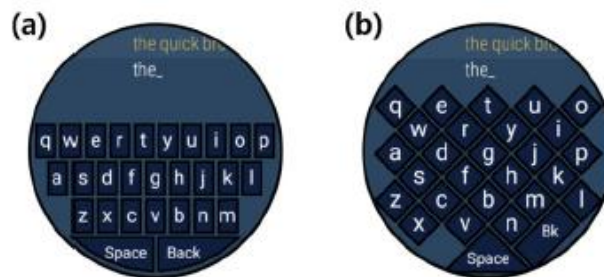 (a)
the quick bro
the_
q w e r t y u i o p
a s d f g h j k l
z x c v b n m
Space Back
(b)
the quick bro
the_
q e t u o
w r y i
a d g j p
s f h k
z c b m l
x v n Bk
Space